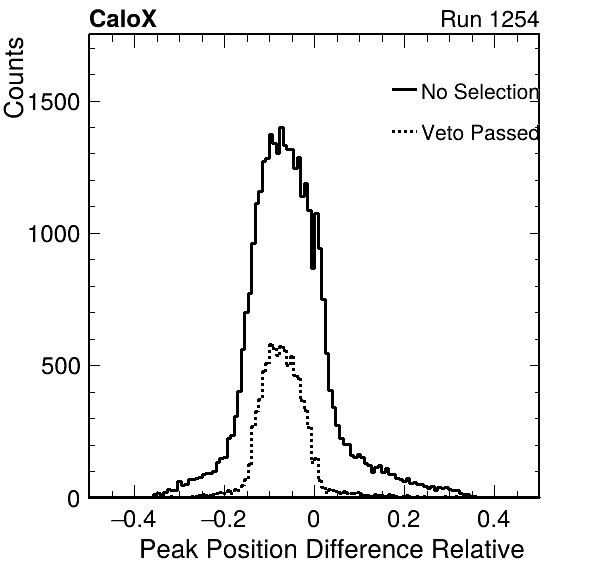 CaloX Run 1254
Counts
1500
1000
500
0
No Selection
Veto Passed
−0.4 −0.2 0 0.2 0.4
Peak Position Difference Relative